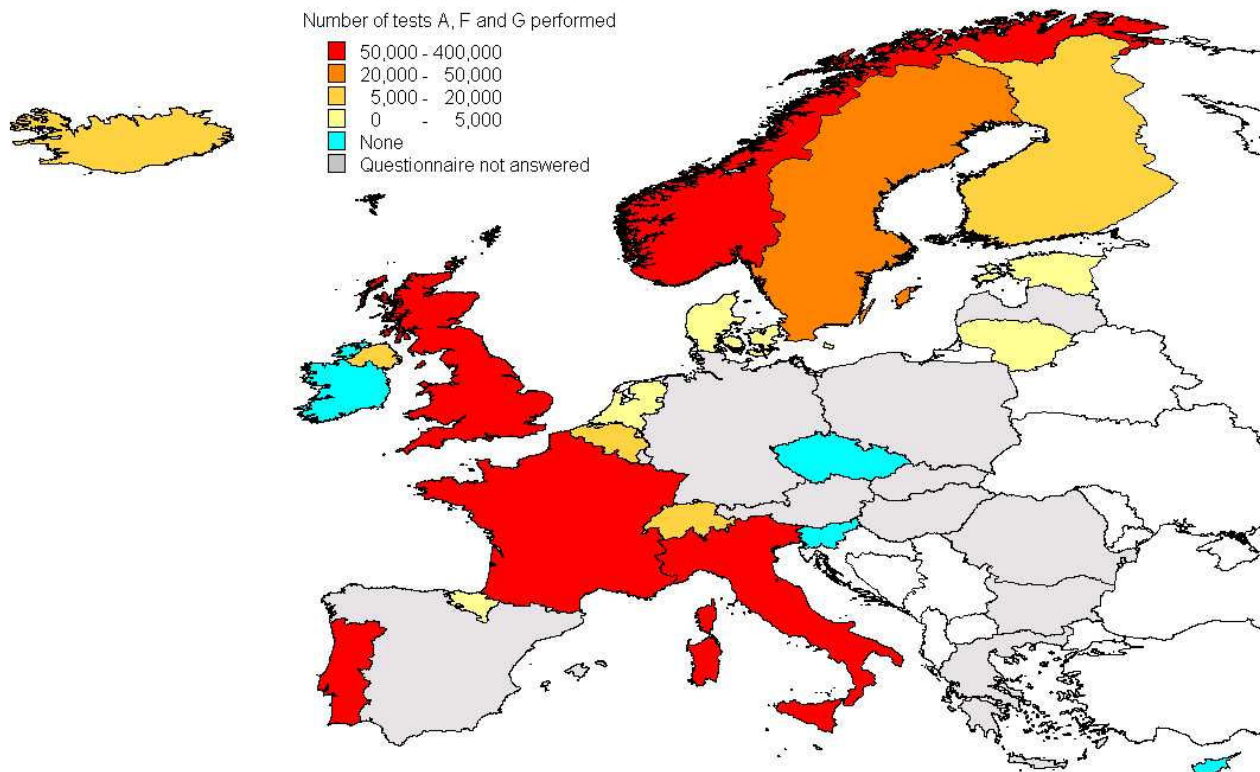 Number of tests A, F and G performed
50,000 - 400,000
20,000 - 50,000
5,000 - 20,000
0 - 5,000
None
Questionnaire not answered